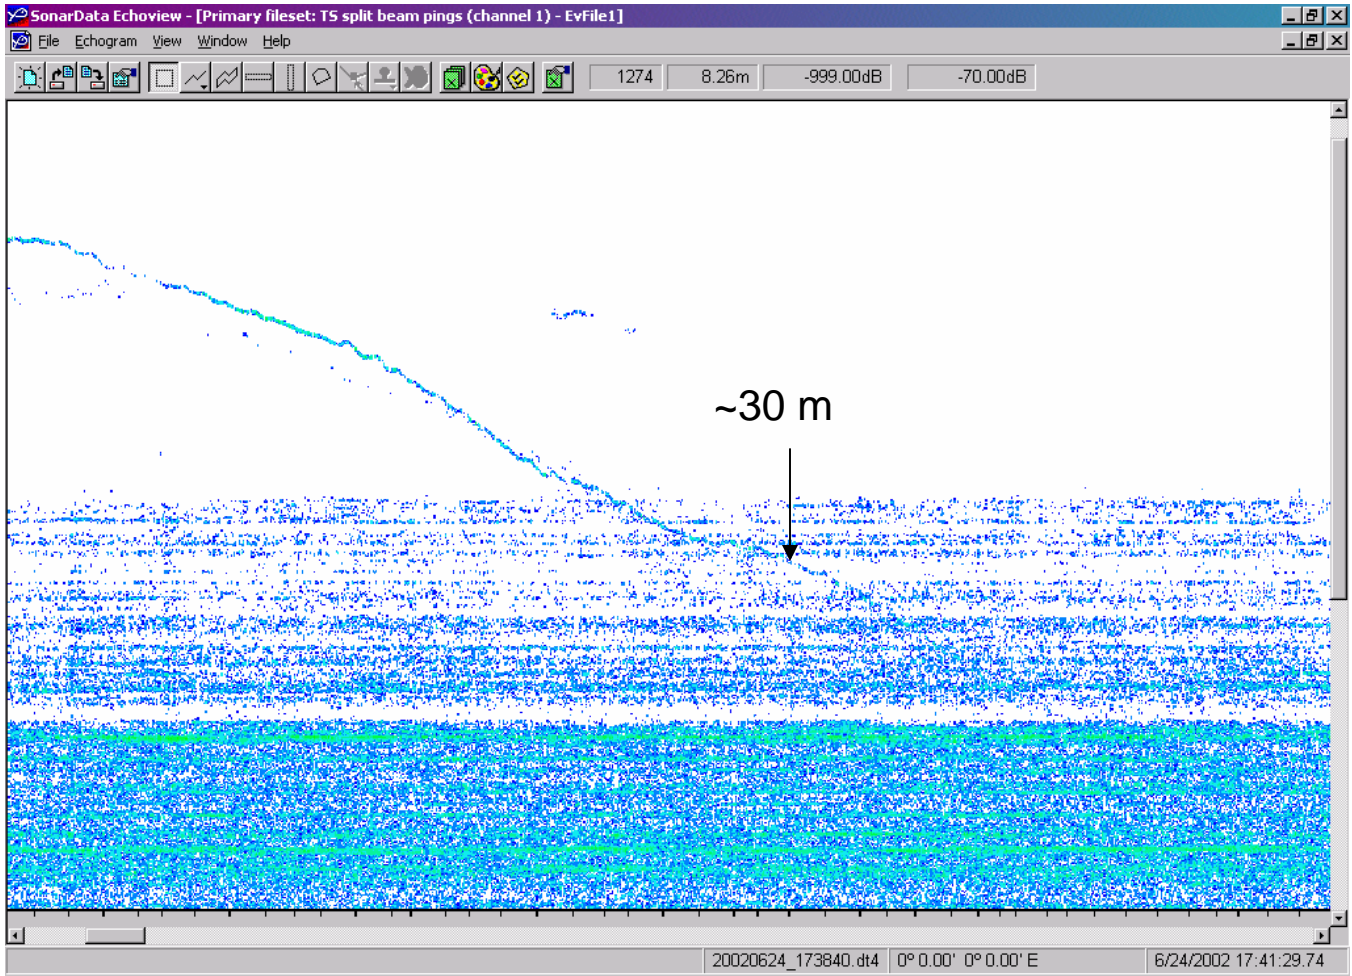 SonarData Echoview - [Primary fileset: TS split beam pings (channel 1) - EvFile1]
File Echogram View Window Help
1274 8.26m -999.00dB -70.00dB
~30 m
20020624_173840.dt4 0° 0.00' 0° 0.00' E 6/24/2002 17:41:29.74